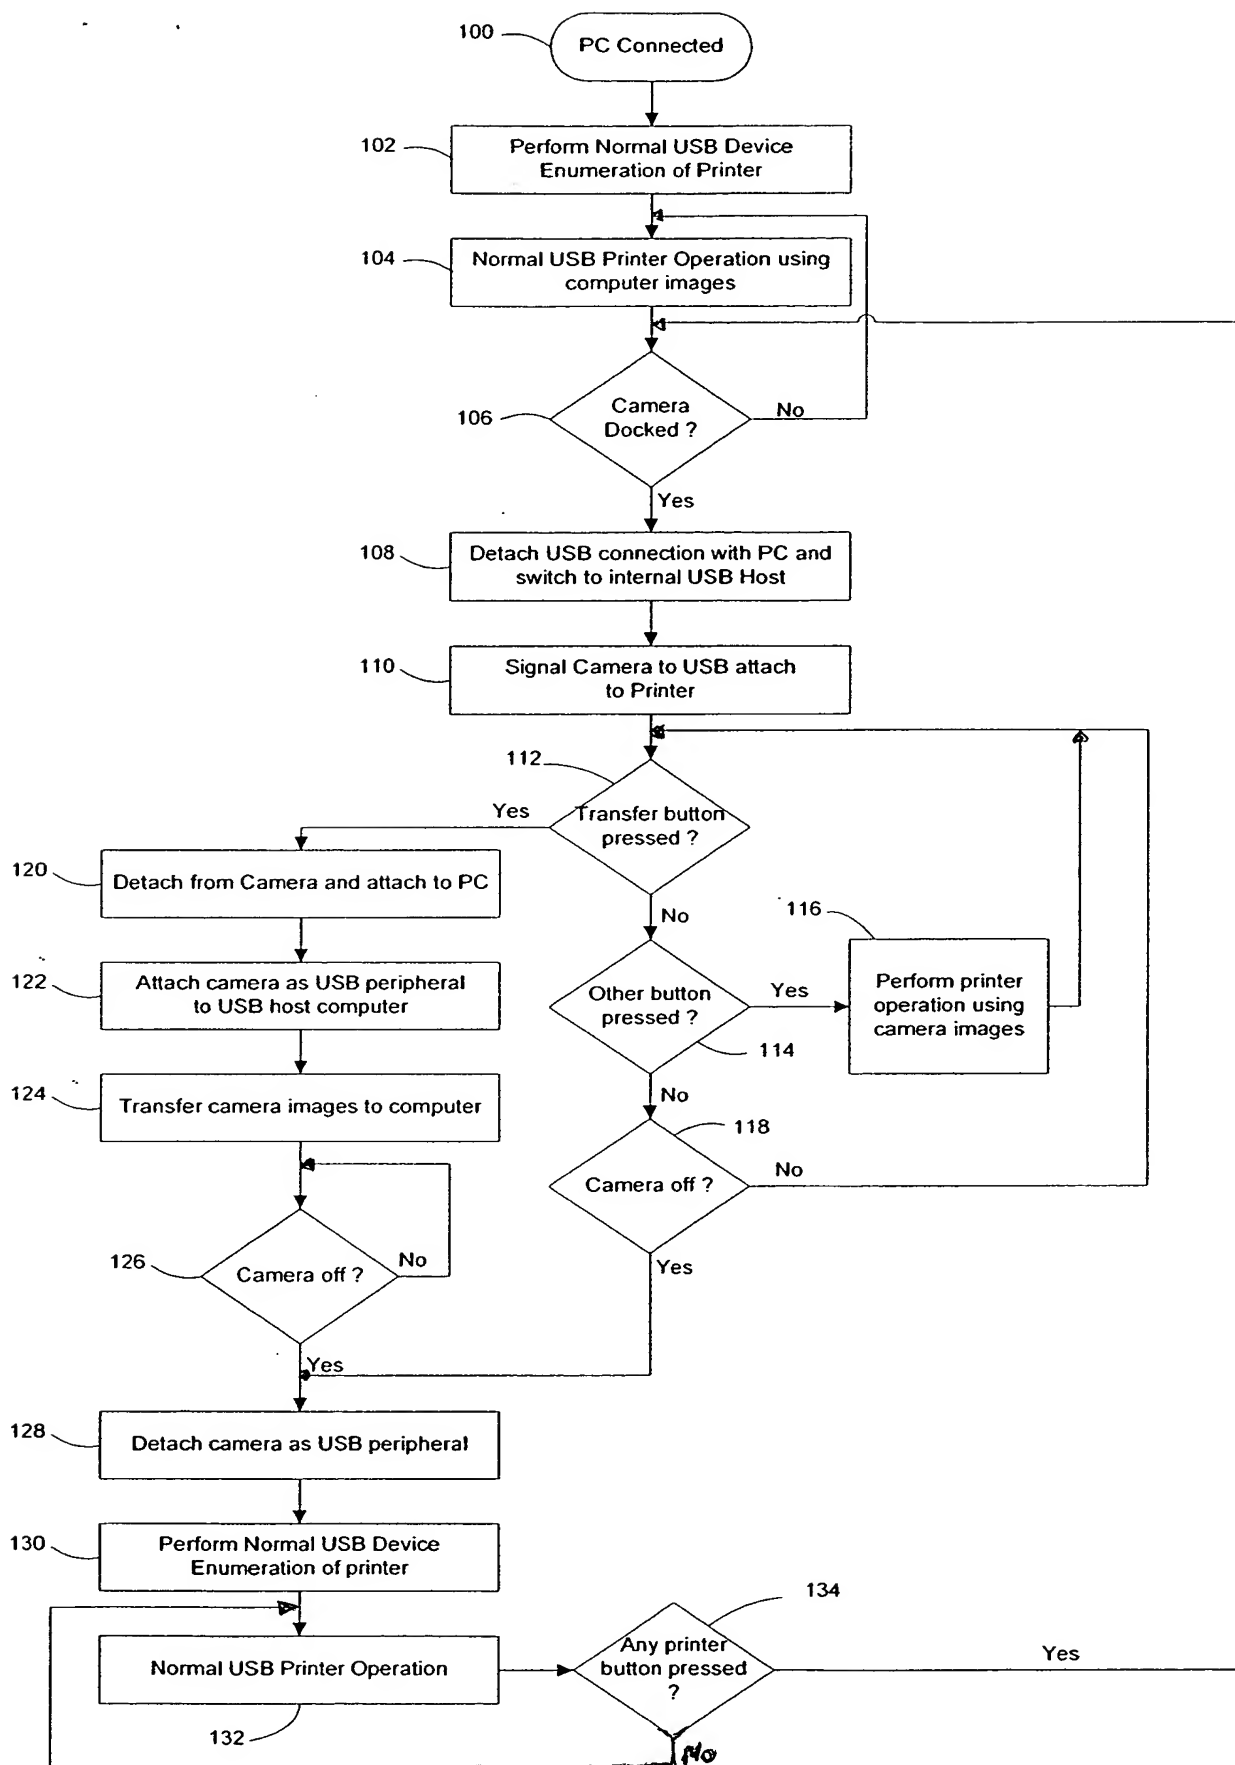 100
PC Connected
102
Perform Normal USB Device
Enumeration of Printer
104
Normal USB Printer Operation using
computer images
106
Camera
Docked ?
No
Yes
108
Detach USB connection with PC and
switch to internal USB Host
110
Signal Camera to USB attach
to Printer
112
Transfer button
pressed ?
Yes
No
120
Detach from Camera and attach to PC
116
Perform printer
operation using
camera images
122
Attach camera as USB peripheral
to USB host computer
Other button
pressed ?
Yes
114
No
124
Transfer camera images to computer
118
Camera off ?
No
Yes
126
Camera off ?
No
Yes
128
Detach camera as USB peripheral
130
Perform Normal USB Device
Enumeration of printer
134
Any printer
button pressed
?
Yes
Normal USB Printer Operation
132
No